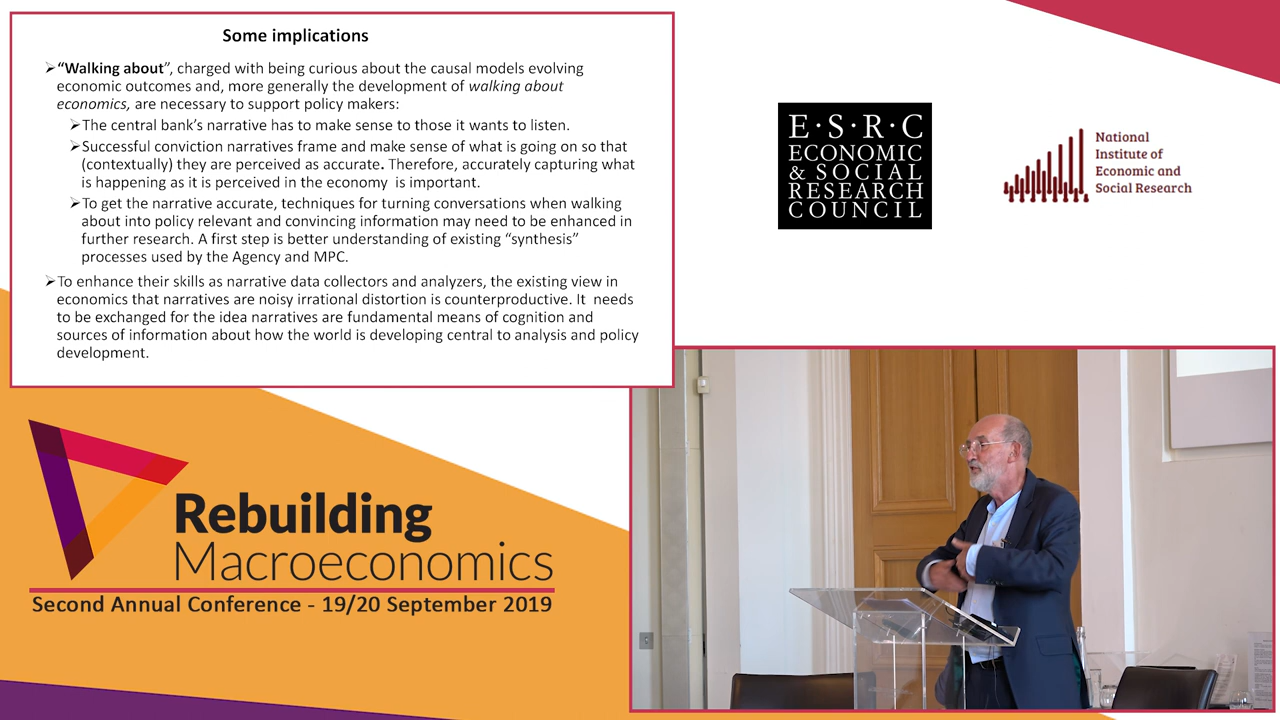 Some implications
➢“Walking about”, charged with being curious about the causal models evolving
economic outcomes and, more generally the development of walking about
economics, are necessary to support policy makers:
➢The central bank’s narrative has to make sense to those it wants to listen.
➢Successful conviction narratives frame and make sense of what is going on so that
(contextually) they are perceived as accurate. Therefore, accurately capturing what
is happening as it is perceived in the economy is important.
➢To get the narrative accurate, techniques for turning conversations when walking
about into policy relevant and convincing information may need to be enhanced in
further research. A first step is better understanding of existing “synthesis”
processes used by the Agency and MPC.
➢To enhance their skills as narrative data collectors and analyzers, the existing view in
economics that narratives are noisy irrational distortion is counterproductive. It needs
to be exchanged for the idea narratives are fundamental means of cognition and
sources of information about how the world is developing central to analysis and policy
development.
E·S·R·C
ECONOMIC
& SOCIAL
RESEARCH
COUNCIL
National
Institute of
Economic and
Social Research
Rebuilding
Macroeconomics
Second Annual Conference - 19/20 September 2019